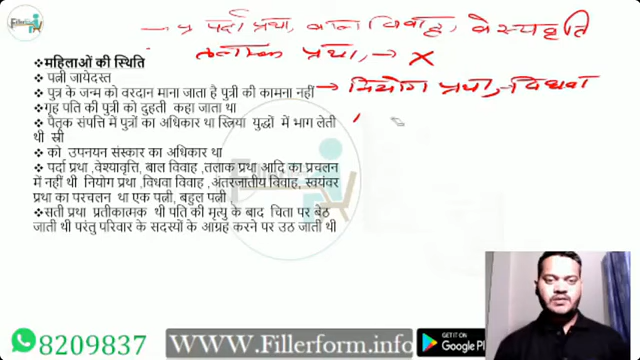 → पर्दा प्रथा, बाल विवाह, वेश्यावृति
तलाक प्रथा, → ×
→ नियोग प्रथा, - विधवा
महिलाओं की स्थिति
पत्नी जायेदस्त
पुत्र के जन्म को वरदान माना जाता है पुत्री की कामना नहीं
गृह पति की पुत्री को दुहती कहा जाता था
पैतृक संपत्ति में पुत्रों का अधिकार था स्त्रिया युद्धों में भाग लेती
थी स्री
को उपनयन संस्कार का अधिकार था
पर्दा प्रथा ,वेश्यावृत्ति ,बाल विवाह ,तलाक प्रथा आदि का प्रचलन
में नहीं थी नियोग प्रथा ,विधवा विवाह ,अंतरजातीय विवाह, स्वयंवर
प्रथा का परचलन था एक पत्नी, बहुल पत्नी
सती प्रथा प्रतीकात्मक थी पति की मृत्यु के बाद चिता पर बेठ
जाती थी परंतु परिवार के सदस्यों के आग्रह करने पर उठ जाती थी
8209837
WWW.Fillerform.info
GET IT ON
Google Pl